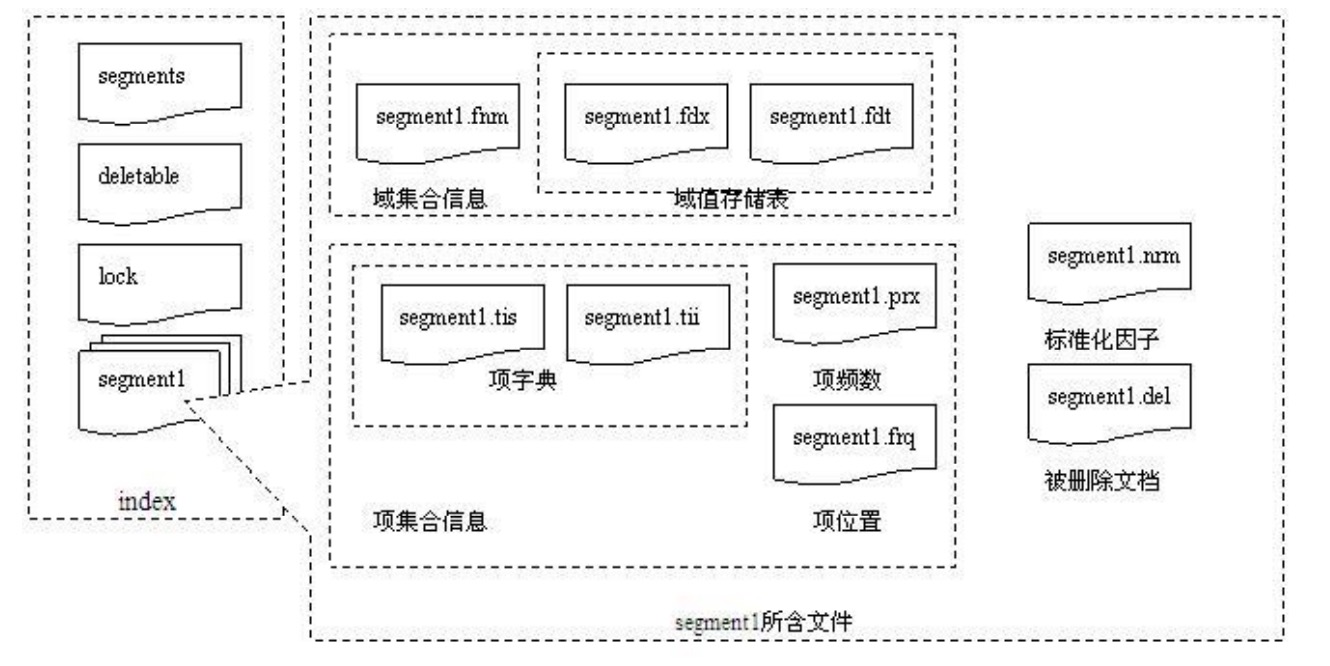 segments
deletable
lock
segment1
index
segment1.fnm
segment1.fdx
segment1.fdt
域集合信息
域值存储表
segment1.tis
segment1.tii
项字典
segment1.prx
项频数
segment1.frq
项集合信息
项位置
segment1.nrm
标准化因子
segment1.del
被删除文档
segment1所含文件